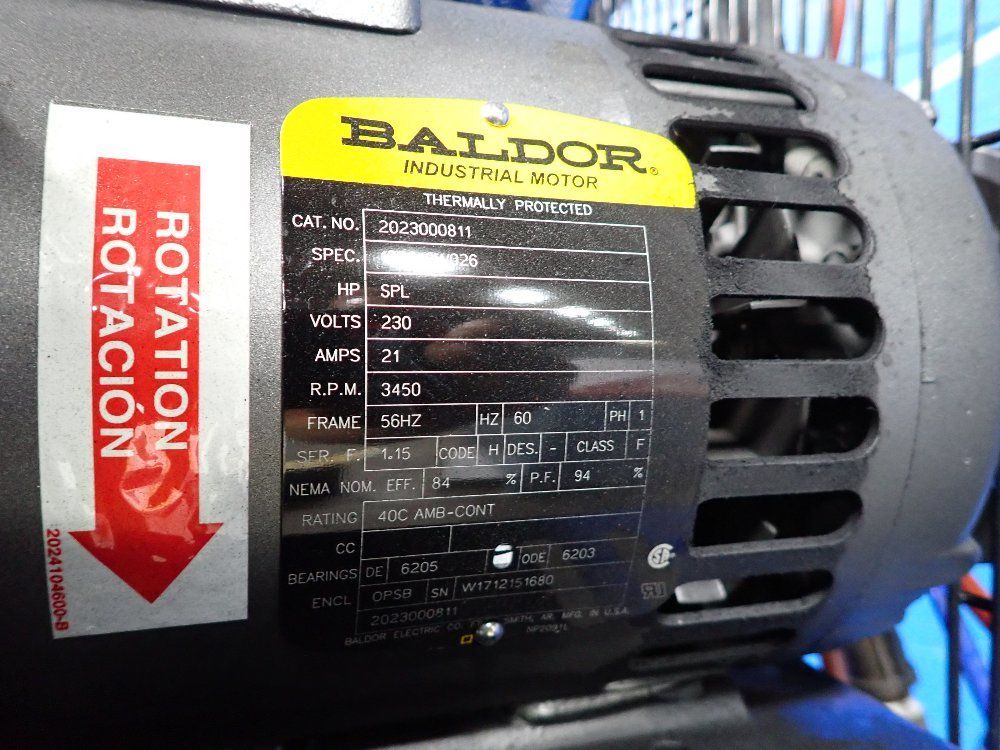 ROTATION
ROTACIÓN
2024104600-B
BALDOR®
INDUSTRIAL MOTOR
THERMALLY PROTECTED
CAT. NO. 2023000811
SPEC.
HP SPL
VOLTS 230
AMPS 21
R.P.M. 3450
FRAME 56HZ HZ 60 PH 1
SER. F. 1.15 CODE H DES. - CLASS F
NEMA NOM. EFF. 84 % P.F. 94 %
RATING 40C AMB-CONT
CC
BEARINGS DE 6205 ODE 6203
ENCL OPSB SN W1712151680
2023000811
BALDOR ELECTRIC CO. SMITH, AR. MFG. IN U.S.A.